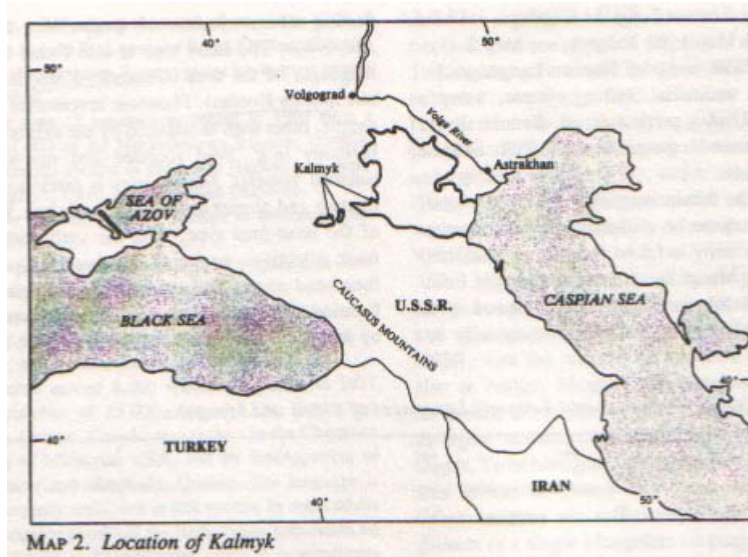 40°
50°
50°
50°
Volgograd
Volga River
Astrakhan
Kalmyk
SEA OF
AZOV
U.S.S.R.
CASPIAN SEA
BLACK SEA
CAUCASUS MOUNTAINS
40°
40°
TURKEY
IRAN
40°
50°
MAP 2. Location of Kalmyk